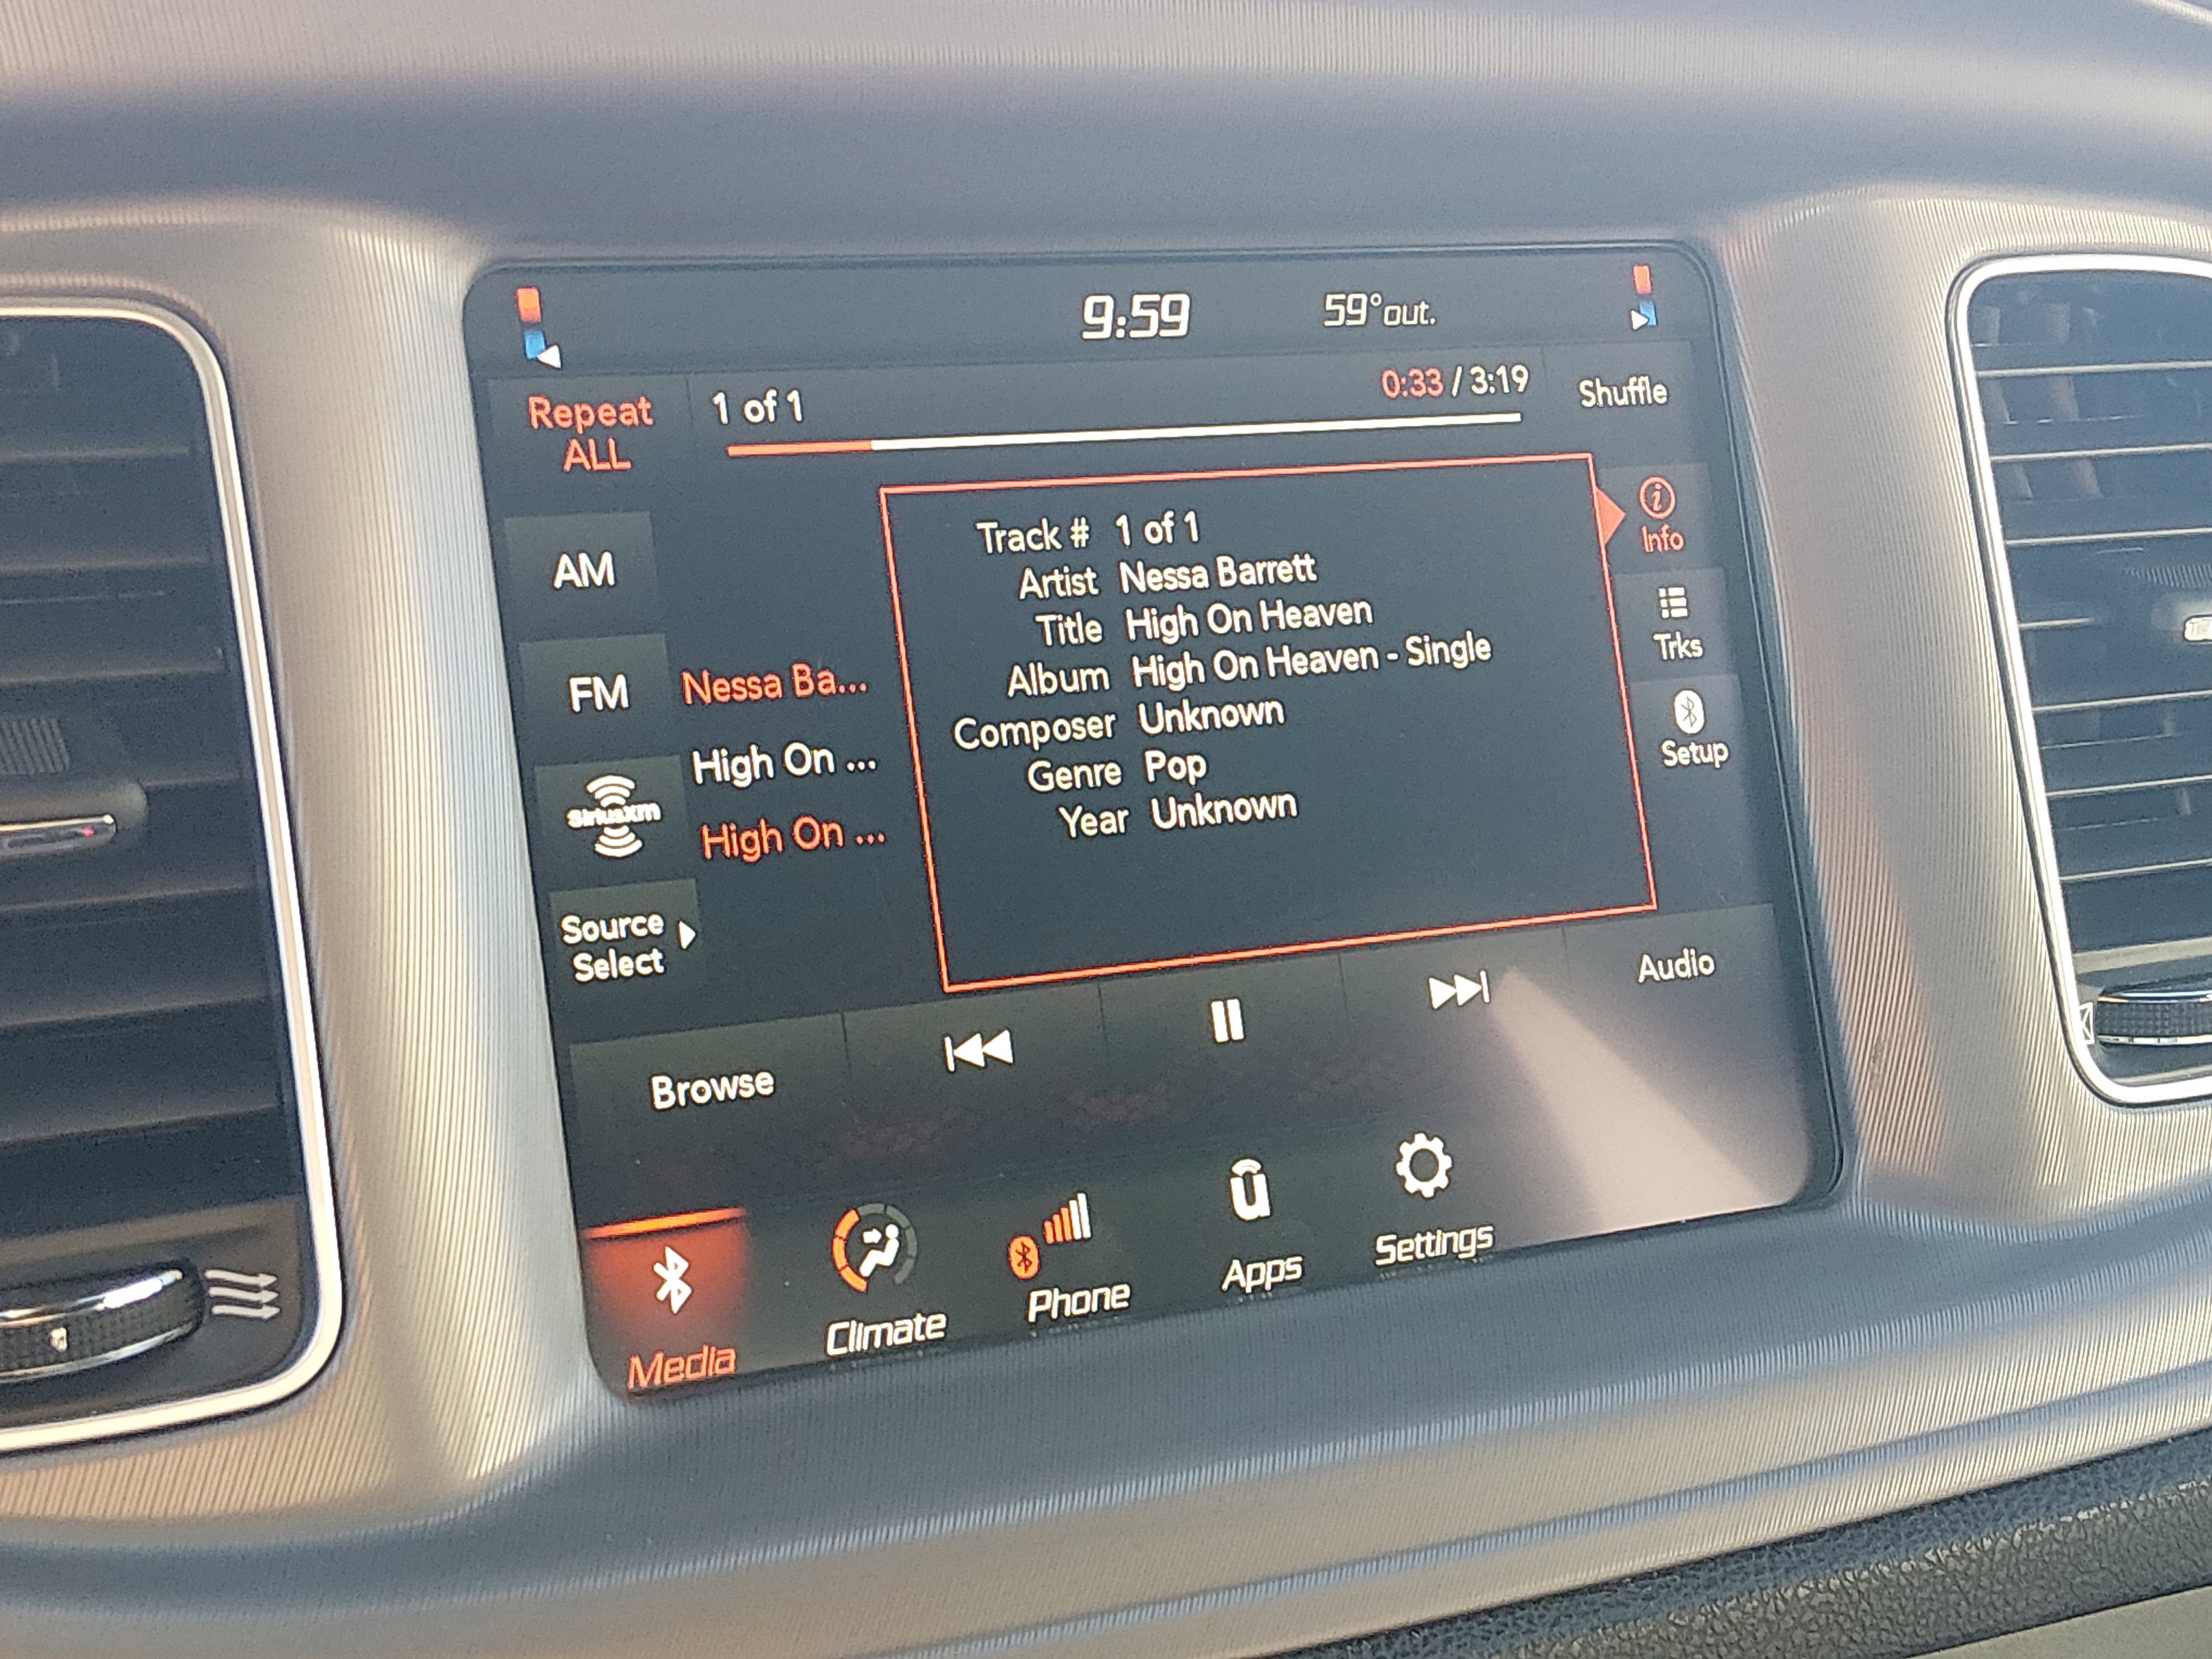 9:59
59° out.
Repeat
ALL
1 of 1
0:33 / 3:19
Shuffle
AM
FM
SiriusXM
Source
Select
Nessa Ba...
High On ...
High On ...
Track # 1 of 1
Artist Nessa Barrett
Title High On Heaven
Album High On Heaven - Single
Composer Unknown
Genre Pop
Year Unknown
i
Info
Trks
Setup
Browse
Audio
Media
Climate
Phone
u
Apps
Settings